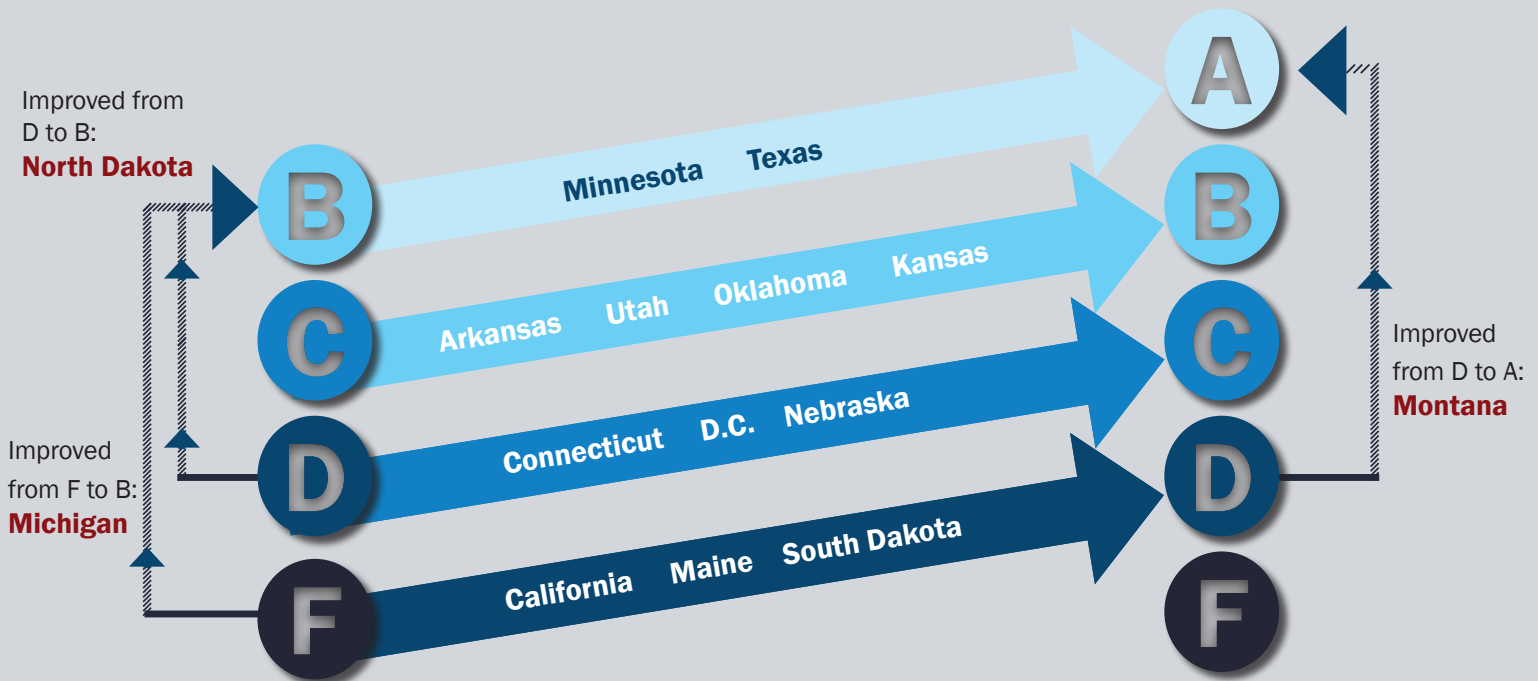 Improved from
D to B:
North Dakota
Improved
from F to B:
Michigan
B
C
D
F
Minnesota Texas
Arkansas Utah Oklahoma Kansas
Connecticut D.C. Nebraska
California Maine South Dakota
A
B
C
D
F
Improved
from D to A:
Montana